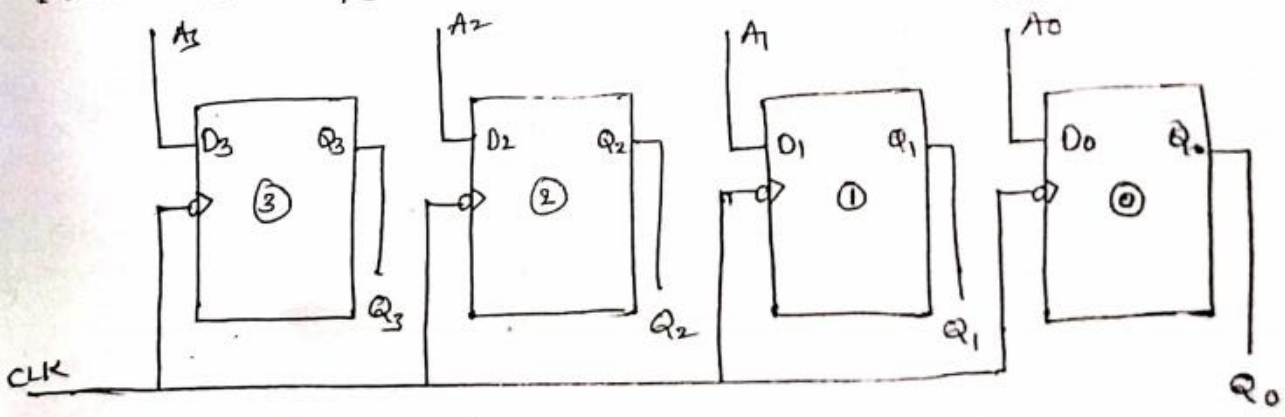 A3 A2 A1 A0
D3 Q3 D2 Q2 D1 Q1 D0 Q0
3 2 1 0
Q3 Q2 Q1 Q0
CLK